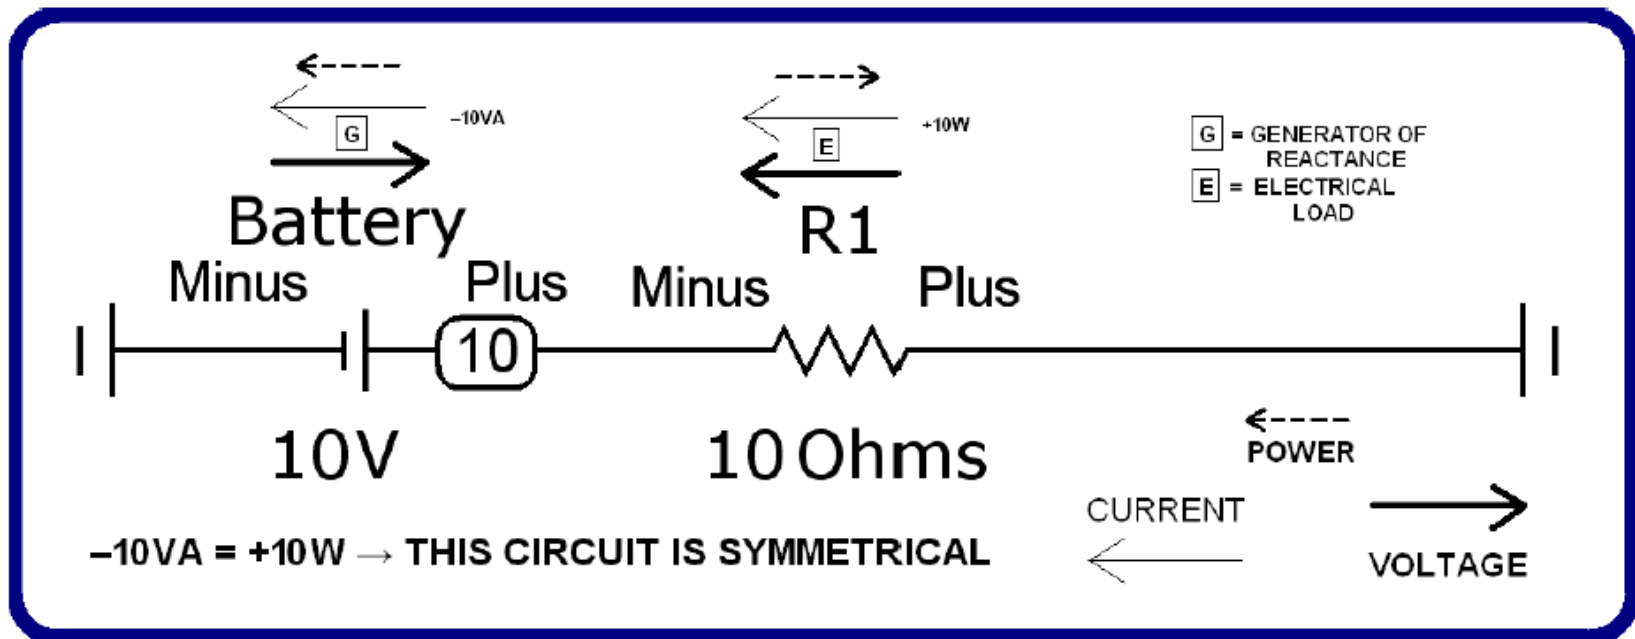 –10VA
G
+10W
E
G = GENERATOR OF
REACTANCE
E = ELECTRICAL
LOAD
Battery
R1
Minus Plus Minus Plus
10
10V
10 Ohms
POWER
CURRENT
VOLTAGE
–10VA = +10W → THIS CIRCUIT IS SYMMETRICAL